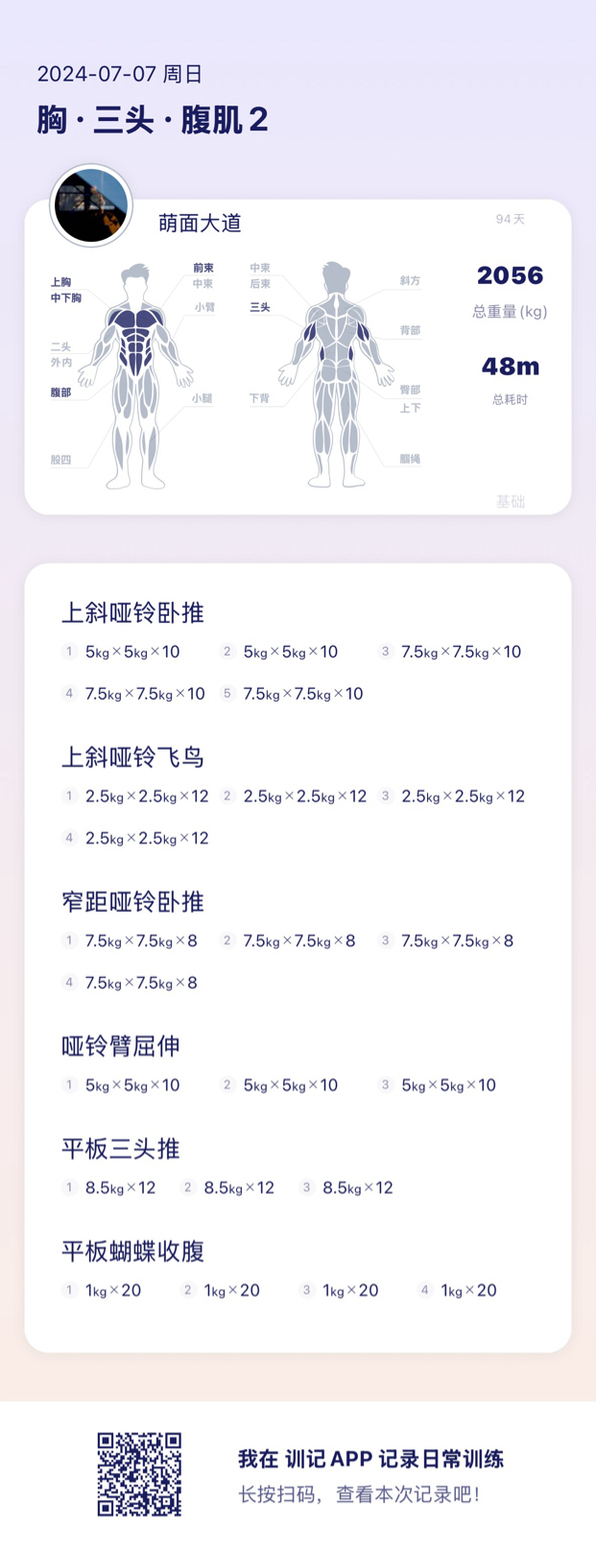 2024-07-07 周日
胸 · 三头 · 腹肌 2
萌面大道
94 天
上胸
中下胸
二头
外内
腹部
股四
前束
中束
小臂
小腿
中束
后束
三头
下背
斜方
背部
臀部
上下
腘绳
2056
总重量 (kg)
48m
总耗时
基础
上斜哑铃卧推
1 5kg×5kg×10 2 5kg×5kg×10 3 7.5kg×7.5kg×10
4 7.5kg×7.5kg×10 5 7.5kg×7.5kg×10
上斜哑铃飞鸟
1 2.5kg×2.5kg×12 2 2.5kg×2.5kg×12 3 2.5kg×2.5kg×12
4 2.5kg×2.5kg×12
窄距哑铃卧推
1 7.5kg×7.5kg×8 2 7.5kg×7.5kg×8 3 7.5kg×7.5kg×8
4 7.5kg×7.5kg×8
哑铃臂屈伸
1 5kg×5kg×10 2 5kg×5kg×10 3 5kg×5kg×10
平板三头推
1 8.5kg×12 2 8.5kg×12 3 8.5kg×12
平板蝴蝶收腹
1 1kg×20 2 1kg×20 3 1kg×20 4 1kg×20
我在 训记 APP 记录日常训练
长按扫码，查看本次记录吧！